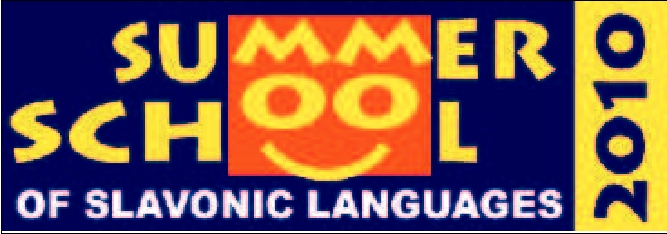 SUMMER
SCHOOL
OF SLAVONIC LANGUAGES
2010